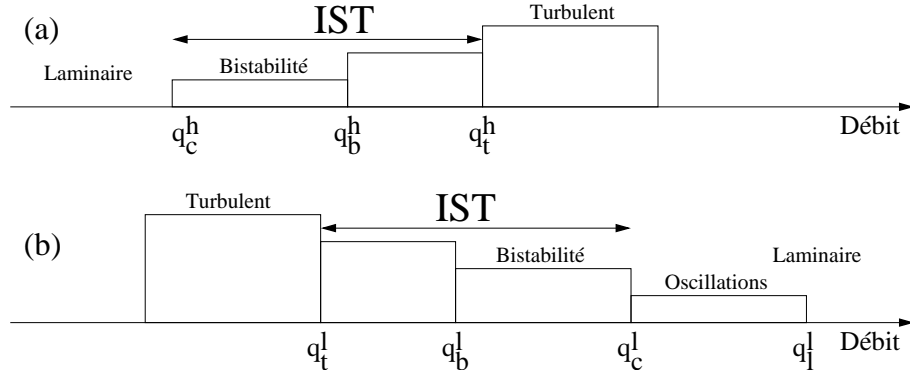 (a)
IST
Turbulent
Laminaire
Bistabilité
q_c^h
q_b^h
q_t^h
Débit
(b)
Turbulent
IST
Bistabilité
Laminaire
Oscillations
q_t^l
q_b^l
q_c^l
q_l^l
Débit